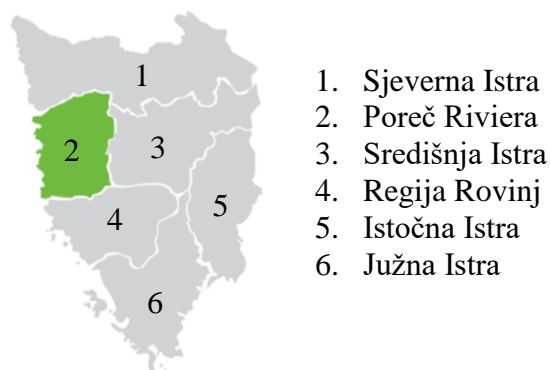 1
2
3
4
5
6
1. Sjeverna Istra
2. Poreč Riviera
3. Središnja Istra
4. Regija Rovinj
5. Istočna Istra
6. Južna Istra